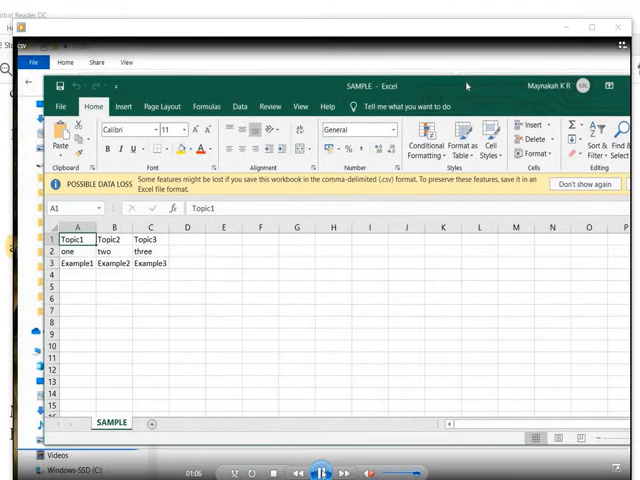 obat Reader DC
CSV
File Home Share View
SAMPLE - Excel
Maynakah K R MK
File Home Insert Page Layout Formulas Data Review View Help Tell me what you want to do
Calibri 11 A A General Insert Σ
Paste Conditional Format as Cell Delete Sort & Find
B I U A $ % , Formatting Table Styles Format Filter Select
Clipboard Font Alignment Number Styles Cells Editing
POSSIBLE DATA LOSS Some features might be lost if you save this workbook in the comma-delimited (.csv) format. To preserve these features, save it in an Don't show again
Excel file format.
A1 fx Topic1
A B C D E F G H I J K L M N O P
1 Topic1 Topic2 Topic3
2 one two three
3 Example1 Example2 Example3
4
5
6
7
8
9
10
11
12
13
14
15
SAMPLE
Videos
Windows-SSD (C:)
01:06